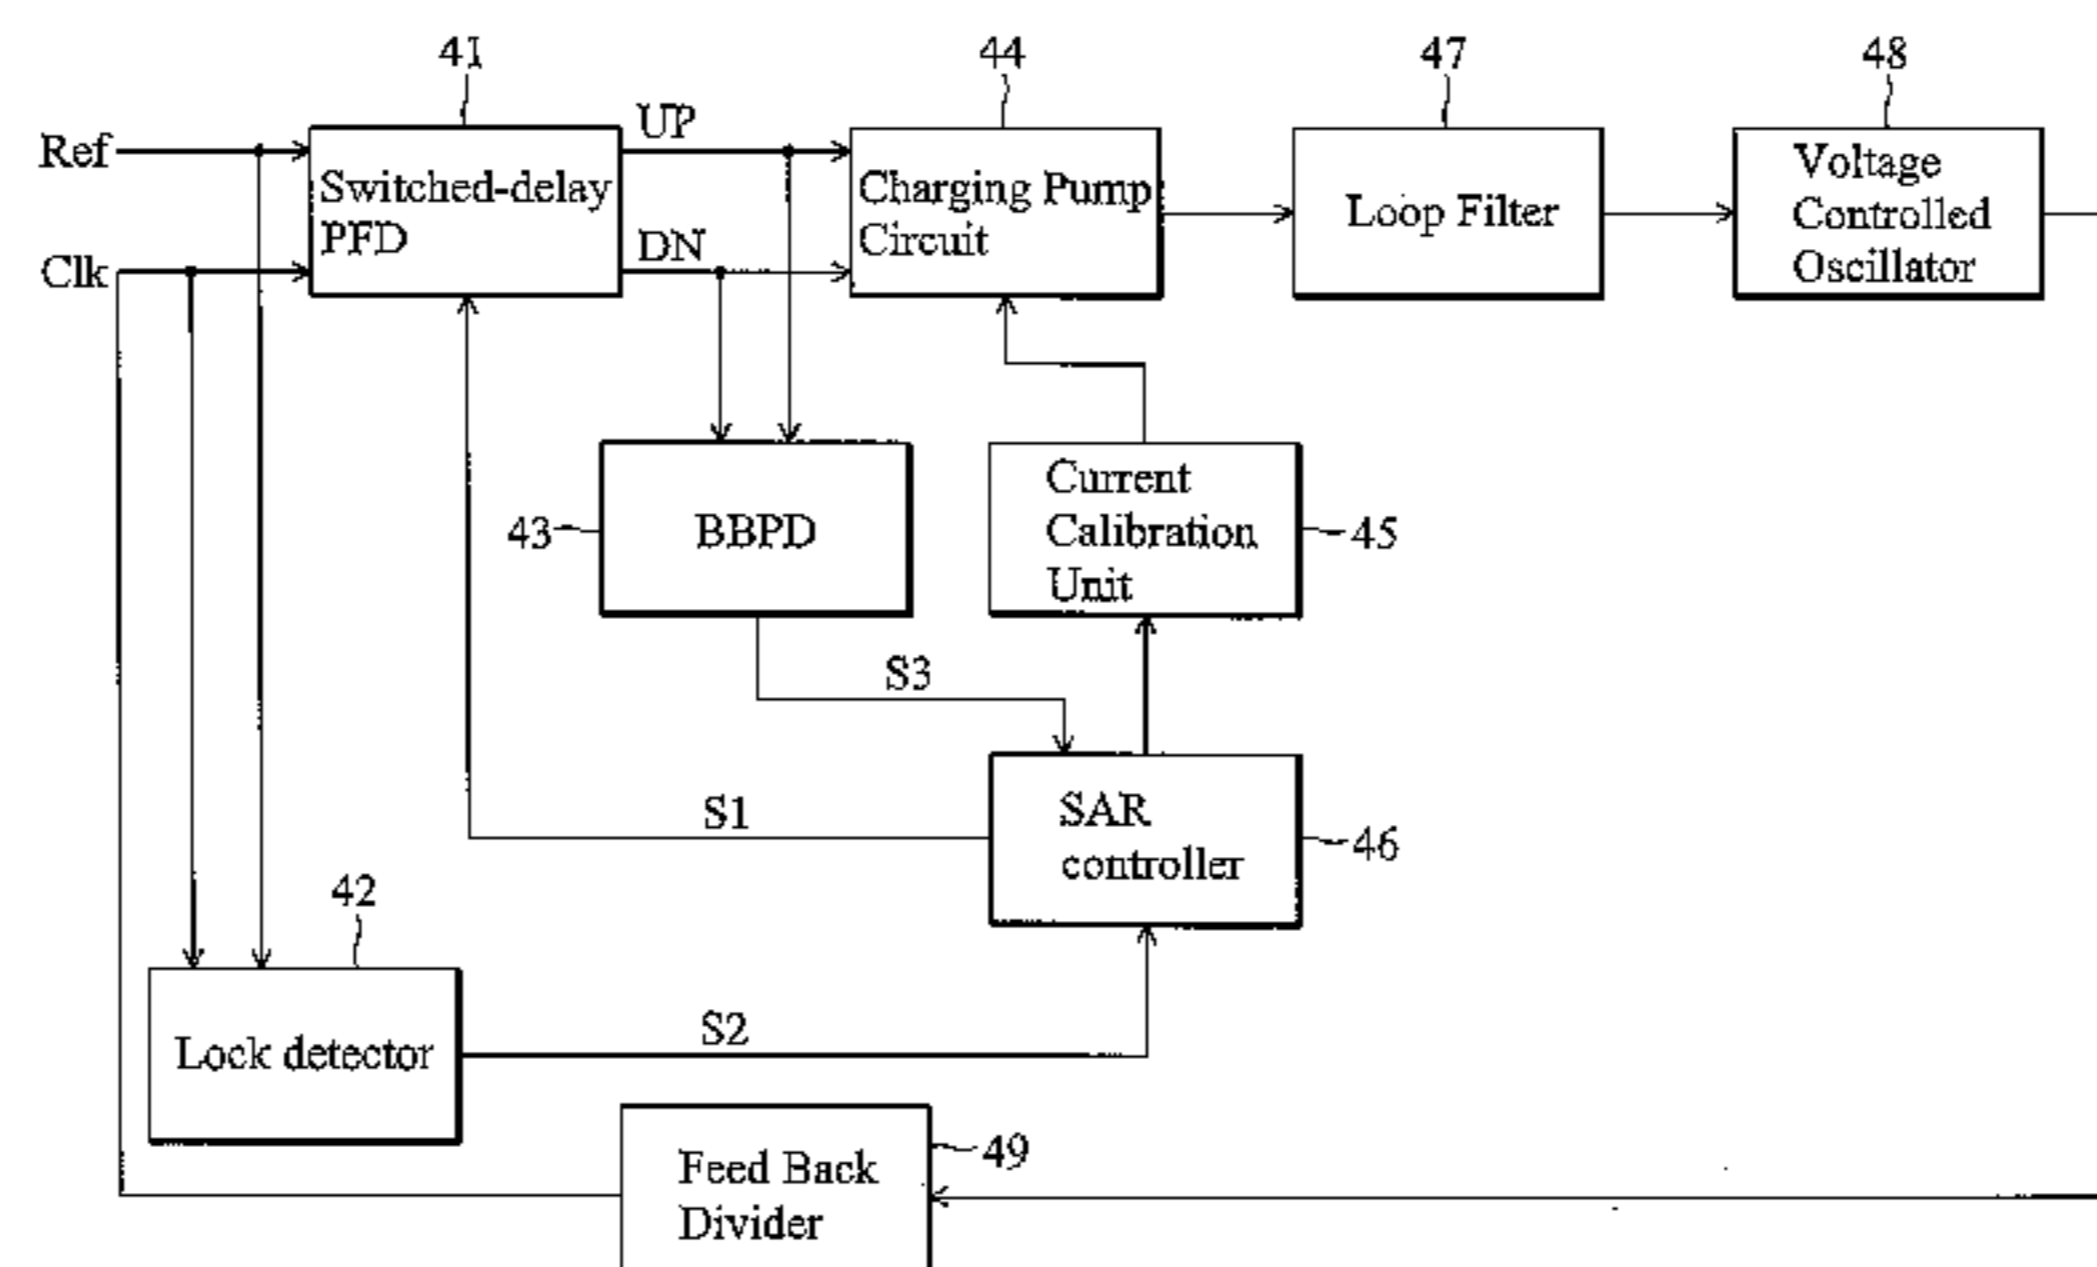 41
44
47
48
Ref
UP
Switched-delay
PFD
Charging Pump
Circuit
Loop Filter
Voltage
Controlled
Oscillator
Clk
DN
43
BBPD
Current
Calibration
Unit
45
S3
S1
SAR
controller
46
42
Lock detector
S2
49
Feed Back
Divider